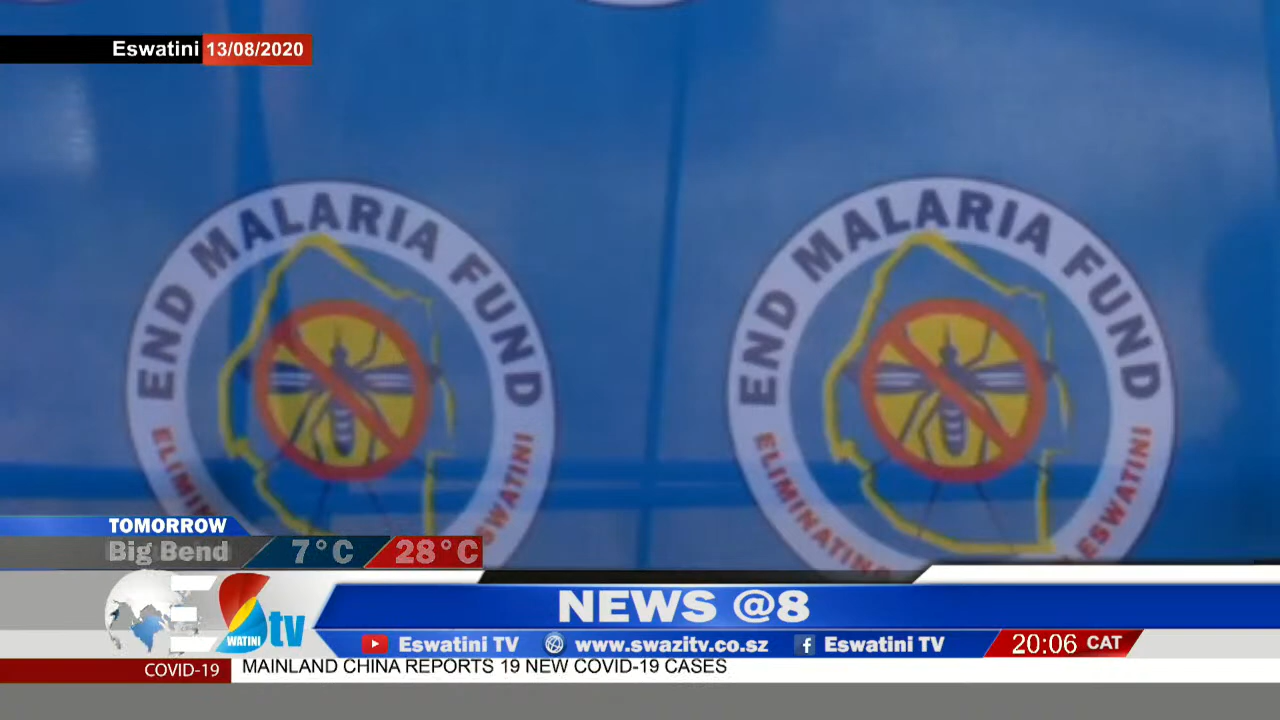 Eswatini 13/08/2020
END MALARIA FUND
END MALARIA FUND
ESWATINI
ESWATINI
TOMORROW
Big Bend 7°C 28°C
E
WATINI
tv
NEWS @8
Eswatini TV www.swazitv.co.sz Eswatini TV
20:06 CAT
COVID-19 MAINLAND CHINA REPORTS 19 NEW COVID-19 CASES